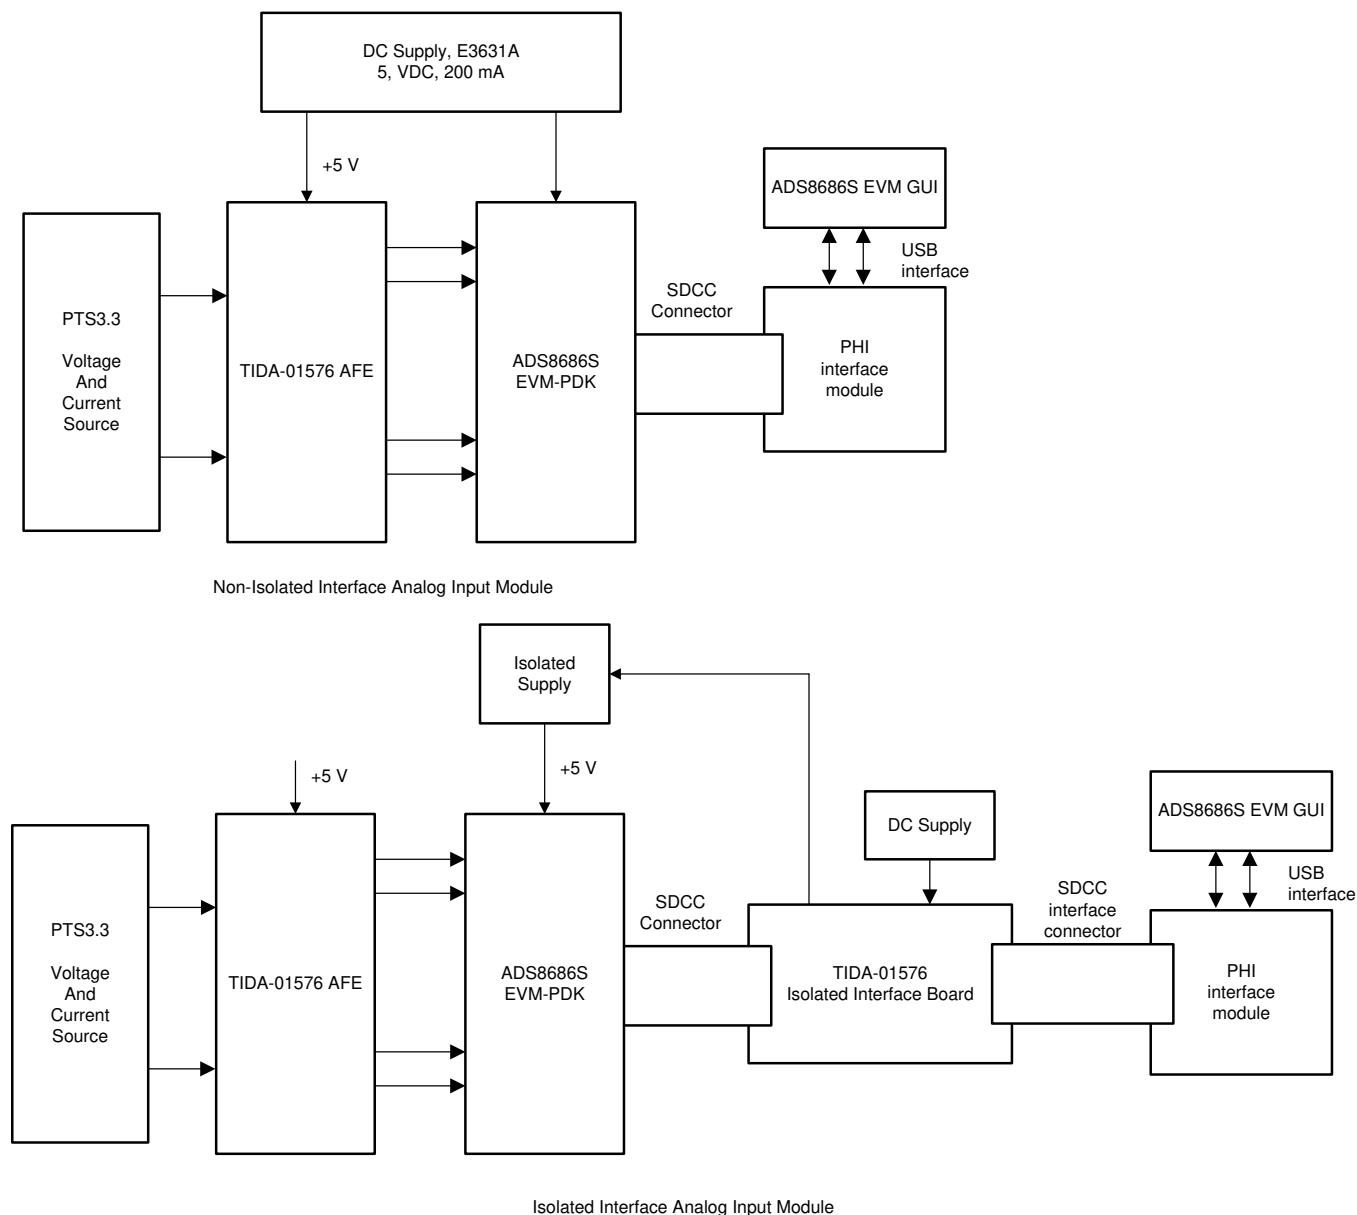 DC Supply, E3631A
5, VDC, 200 mA
+5 V
ADS8686S EVM GUI
USB
interface
SDCC
Connector
PTS3.3
Voltage
And
Current
Source
TIDA-01576 AFE
ADS8686S
EVM-PDK
PHI
interface
module
Non-Isolated Interface Analog Input Module
Isolated
Supply
+5 V
+5 V
DC Supply
ADS8686S EVM GUI
USB
interface
SDCC
Connector
SDCC
interface
connector
PTS3.3
Voltage
And
Current
Source
TIDA-01576 AFE
ADS8686S
EVM-PDK
TIDA-01576
Isolated Interface Board
PHI
interface
module
Isolated Interface Analog Input Module